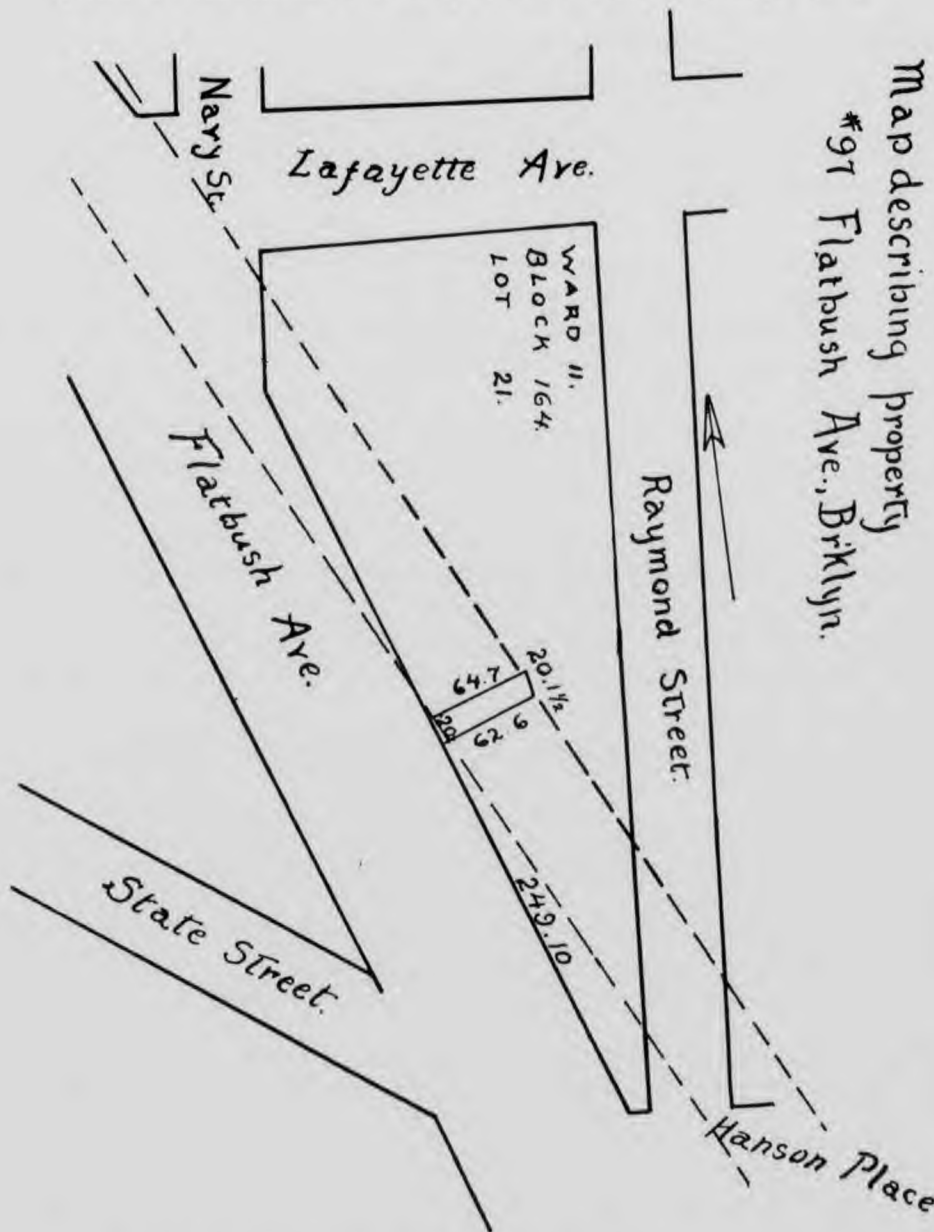 Map describing property
#97 Flatbush Ave., Brklyn.
Nary St.
Lafayette Ave.
WARD 11.
BLOCK 164.
LOT 21.
Raymond Street.
Flatbush Ave.
64.7
20.1½
20
62 6
249.10
State Street.
Hanson Place